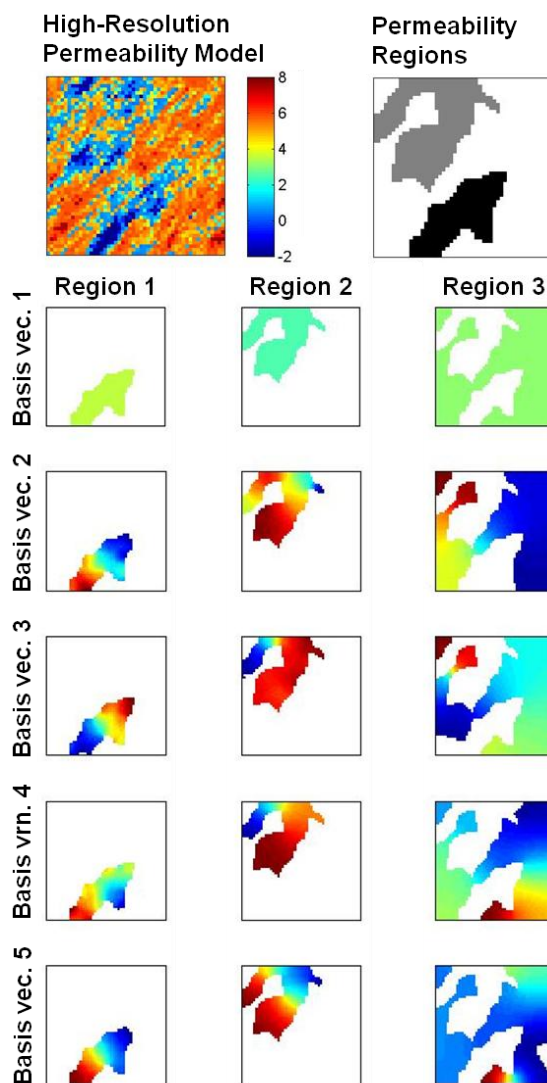 High-Resolution
Permeability Model
Permeability
Regions
8
6
4
2
0
-2
Region 1
Region 2
Region 3
Basis vec. 1
Basis vec. 2
Basis vec. 3
Basis vrn. 4
Basis vec. 5